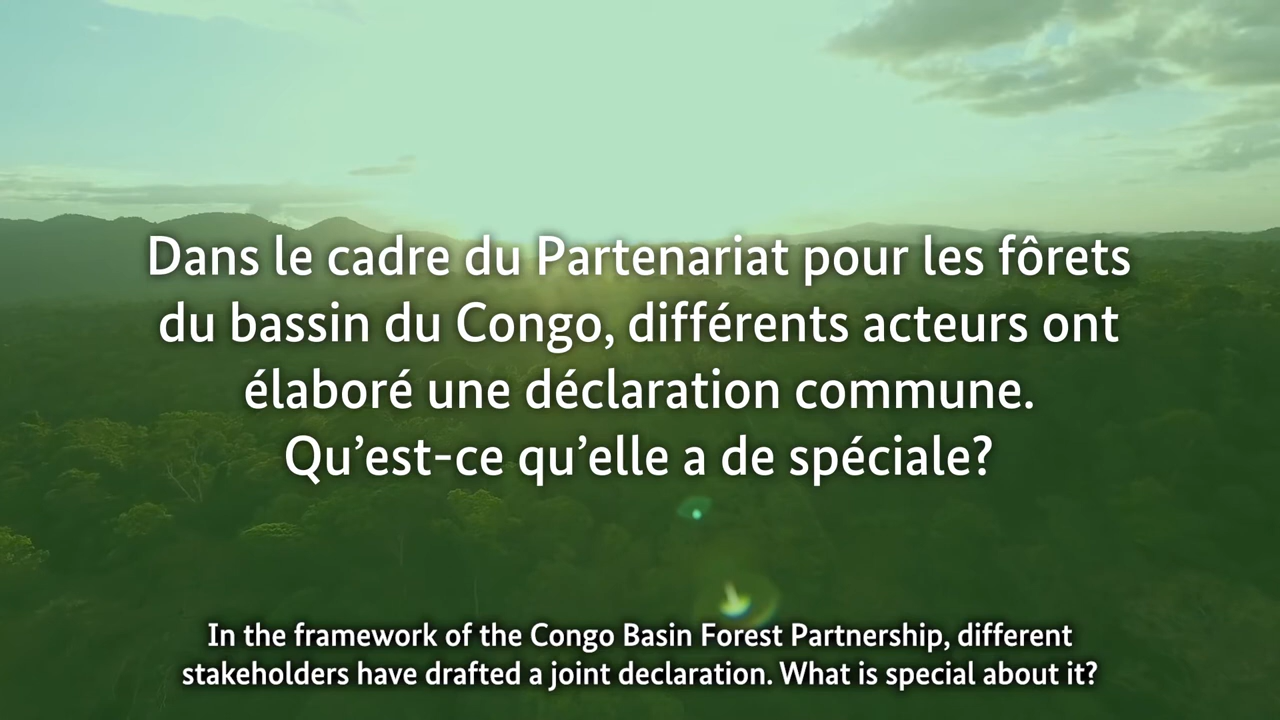 Dans le cadre du Partenariat pour les fôrets
du bassin du Congo, différents acteurs ont
élaboré une déclaration commune.
Qu’est-ce qu’elle a de spéciale?
In the framework of the Congo Basin Forest Partnership, different
stakeholders have drafted a joint declaration. What is special about it?